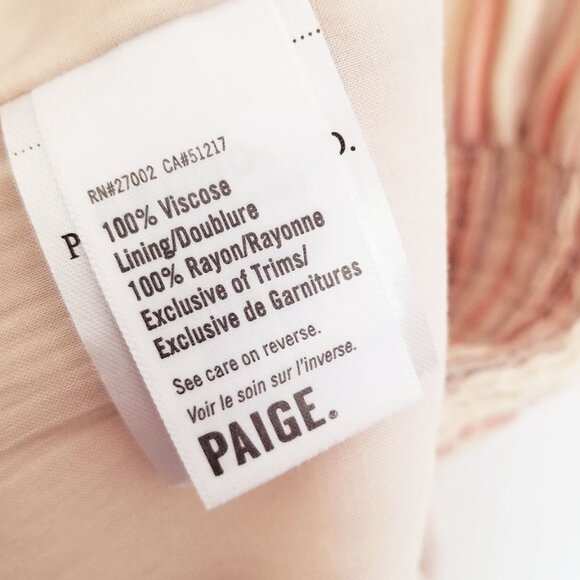 RN#27002 CA#51217
100% Viscose
Lining/Doublure
100% Rayon/Rayonne
Exclusive of Trims/
Exclusive de Garnitures
See care on reverse.
Voir le soin sur l'inverse.
PAIGE.
P